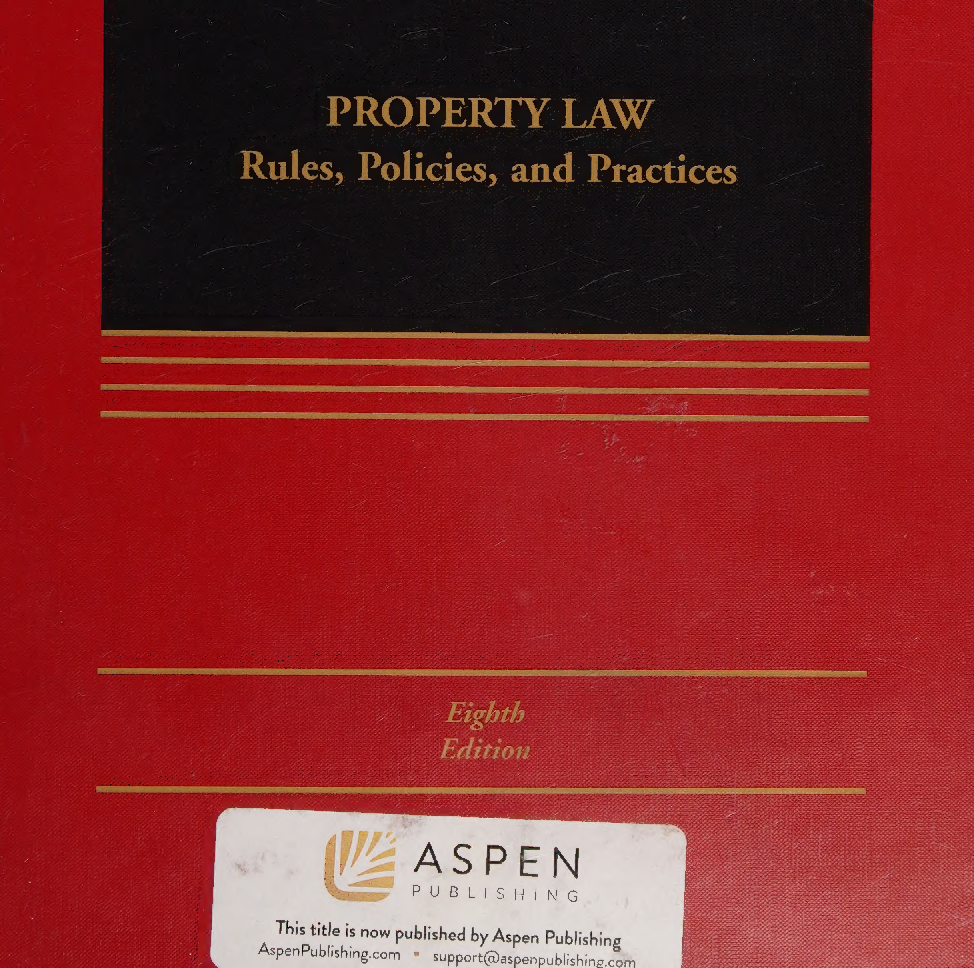 PROPERTY LAW
Rules, Policies, and Practices
Eighth
Edition
ASPEN
PUBLISHING
This title is now published by Aspen Publishing
AspenPublishing.com • support@aspenpublishing.com